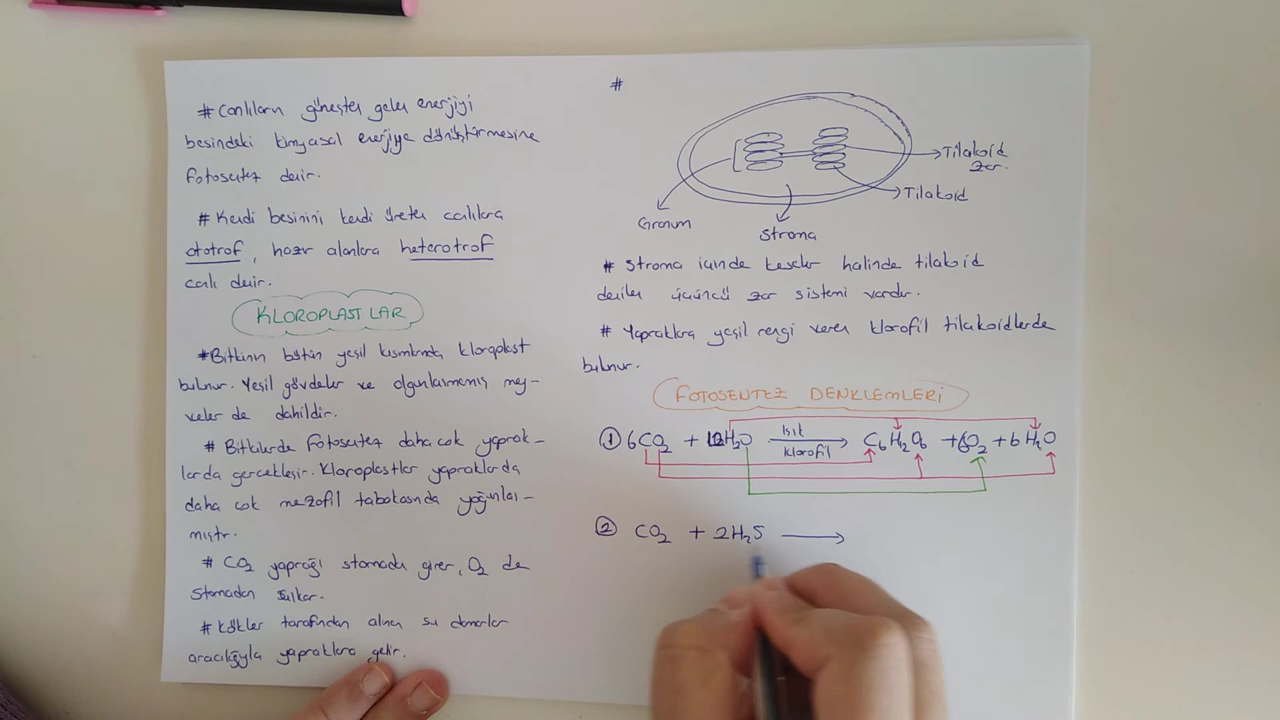 # Canlıların güneşten gelen enerjiyi
besindeki kimyasal enerjiye dönüştürmesine
fotosentez denir.
# Kendi besinini kendi üreten canlılara
ototrof, hazır alanlara heterotrof
canlı denir.
KLOROPLASTLAR
#Bitkinin bütün yeşil kısmında kloroplast
bulunur. Yeşil gövdeler ve olgunlaşmamış mey-
veler de dahildir.
# Bitkilerde fotosentez daha çok yaprak-
larda gerçekleşir. Kloroplastlar yapraklarda
daha çok mezofil tabakasında yoğunlaş-
mıştır.
# CO2 yaprağı stomadan girer, O2 de
stomadan
# Kökler tarafından alınan su damarlar
aracılığıyla yapraklara gelir.
#
Tilakoid
zar
Tilakoid
Granum
Stroma
# Stroma içinde keseler halinde tilakoid
denilen üçüncü zar sistemi vardır.
# Yapraklara yeşil rengi veren klorofil tilakoidlerde
bulunur.
FOTOSENTEZ DENKLEMLERİ
① 6CO2 + 12H2O Işık Klorofil → C6H2O6 + 6O2 + 6H2O
② CO2 + 2H2S →